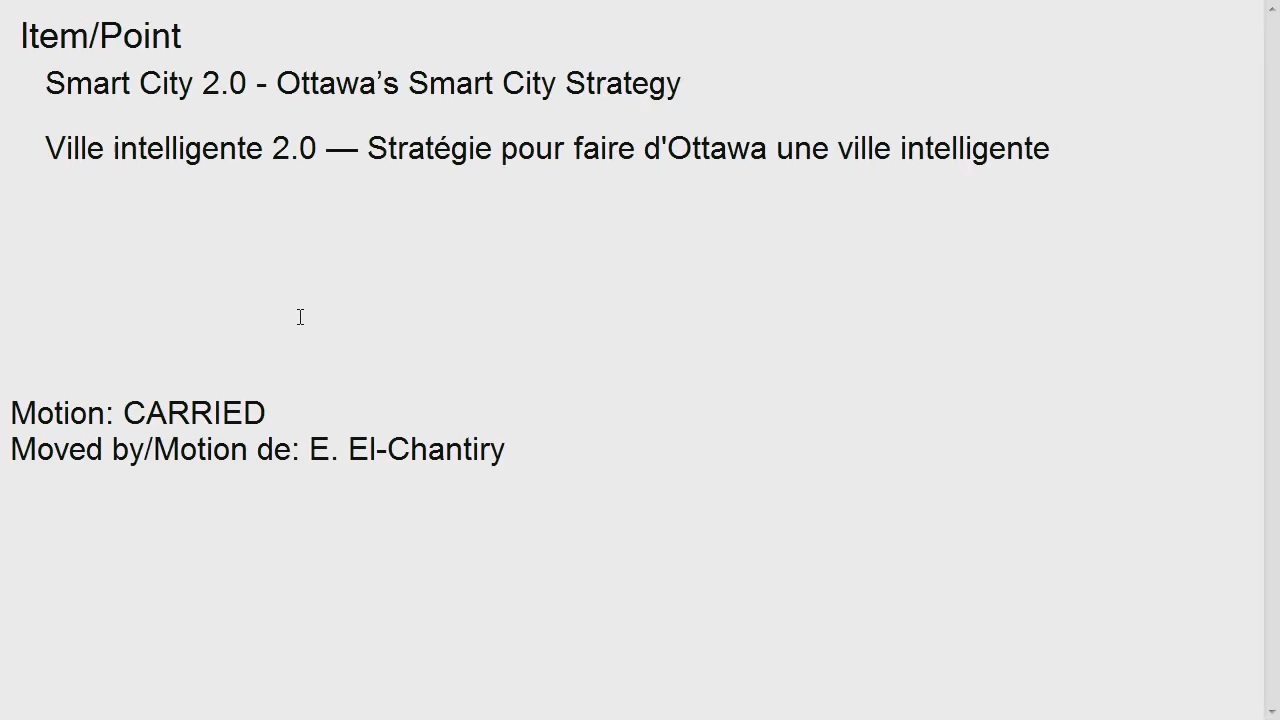 Item/Point
Smart City 2.0 - Ottawa’s Smart City Strategy
Ville intelligente 2.0 — Stratégie pour faire d'Ottawa une ville intelligente
Motion: CARRIED
Moved by/Motion de: E. El-Chantiry